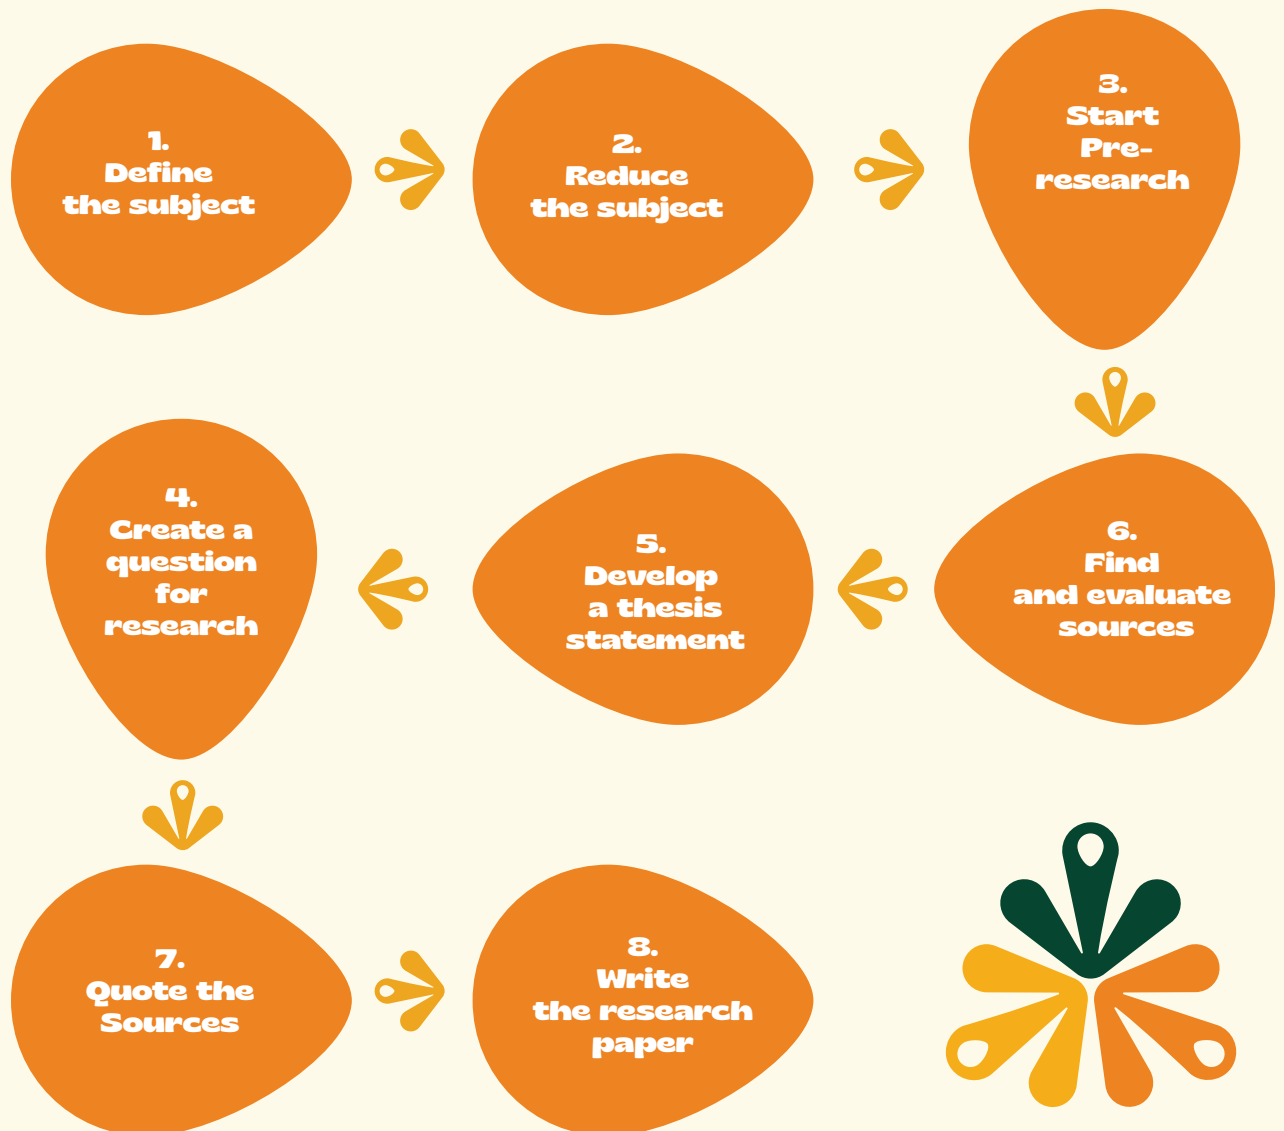 1.
Define
the subject
2.
Reduce
the subject
3.
Start
Pre-
research
4.
Create a
question
for
research
5.
Develop
a thesis
statement
6.
Find
and evaluate
sources
7.
Quote the
Sources
8.
Write
the research
paper